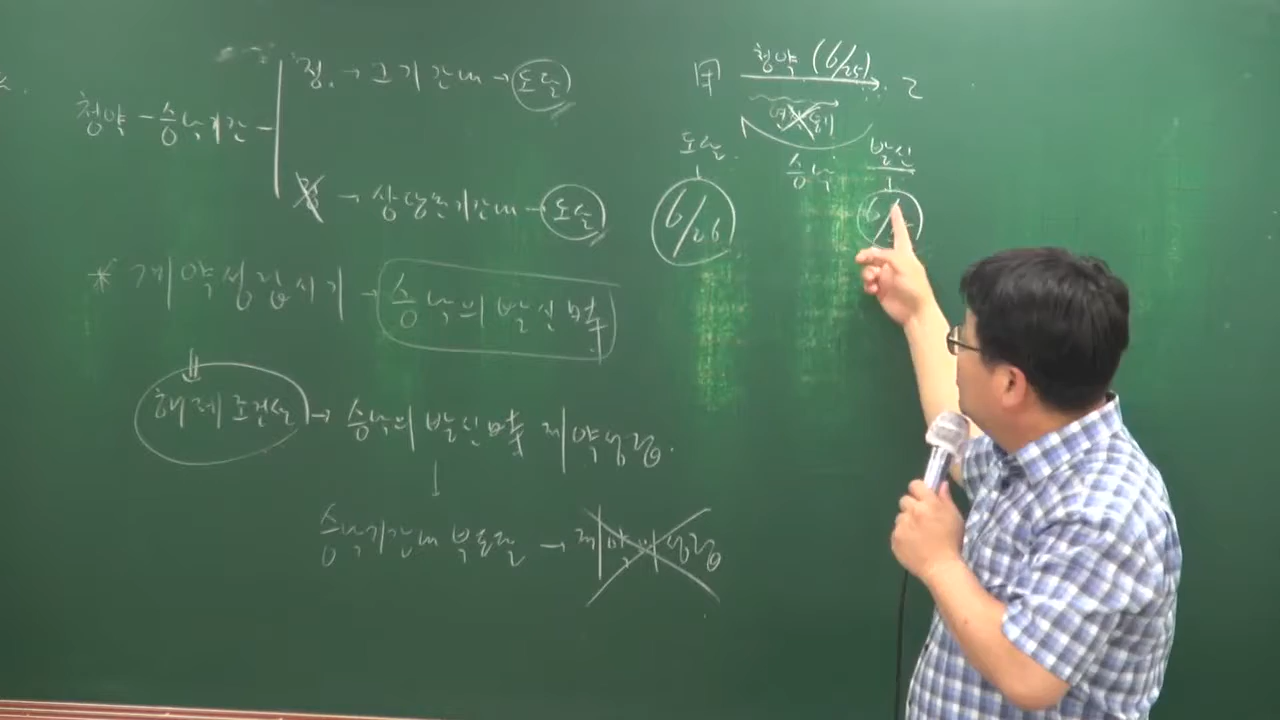 정. → 그 기간내 → 도달
청약 - 승낙기간
→ 상당한기간내 → 도달
* 계약성립시기 → 승낙의 발신 때
해제조건설 → 승낙의 발신 때 계약성립.
↓
승낙기간내 부도달 → 계약성립
甲 청약 (6/25) 乙
도달 승낙 발신
6/26